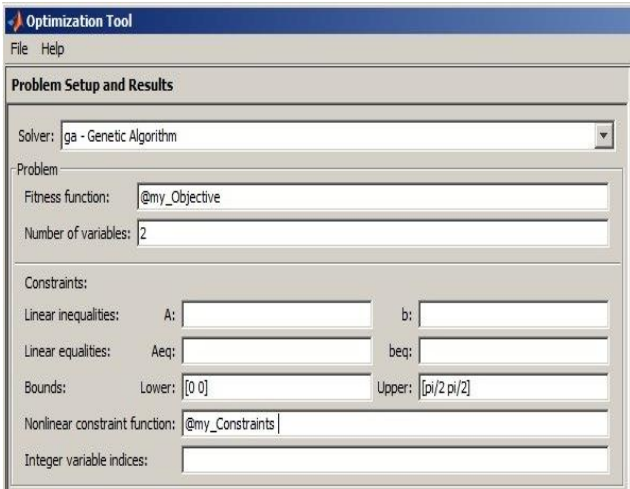 Optimization Tool
File Help
Problem Setup and Results
Solver: ga - Genetic Algorithm
Problem
Fitness function: @my_Objective
Number of variables: 2
Constraints:
Linear inequalities: A: b:
Linear equalities: Aeq: beq:
Bounds: Lower: [0 0] Upper: [pi/2 pi/2]
Nonlinear constraint function: @my_Constraints
Integer variable indices: